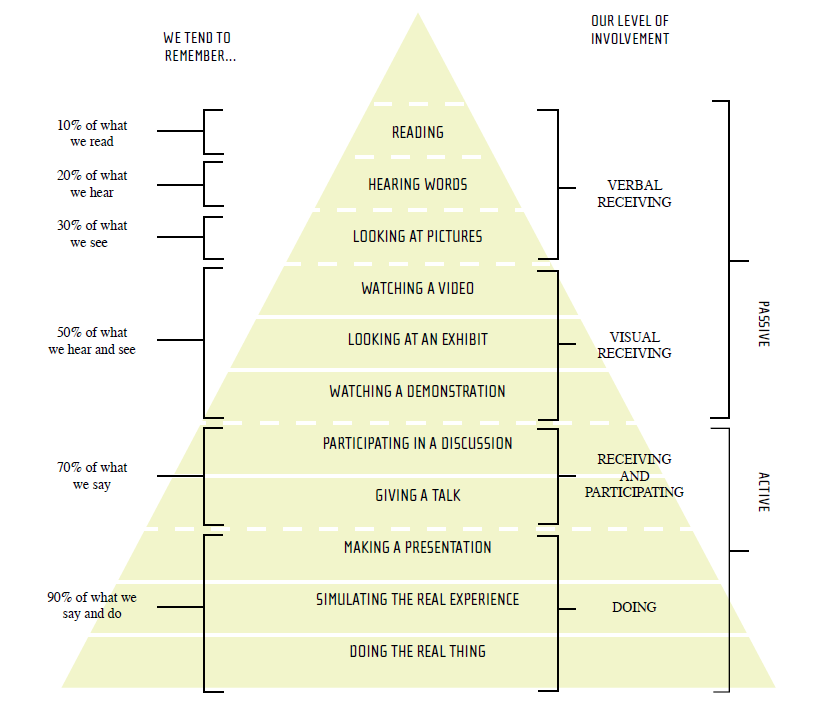 WE TEND TO
REMEMBER...
OUR LEVEL OF
INVOLVEMENT
10% of what
we read
READING
20% of what
we hear
HEARING WORDS
VERBAL
RECEIVING
30% of what
we see
LOOKING AT PICTURES
WATCHING A VIDEO
50% of what
we hear and see
LOOKING AT AN EXHIBIT
VISUAL
RECEIVING
PASSIVE
WATCHING A DEMONSTRATION
PARTICIPATING IN A DISCUSSION
70% of what
we say
GIVING A TALK
RECEIVING
AND
PARTICIPATING
ACTIVE
MAKING A PRESENTATION
90% of what we
say and do
SIMULATING THE REAL EXPERIENCE
DOING
DOING THE REAL THING